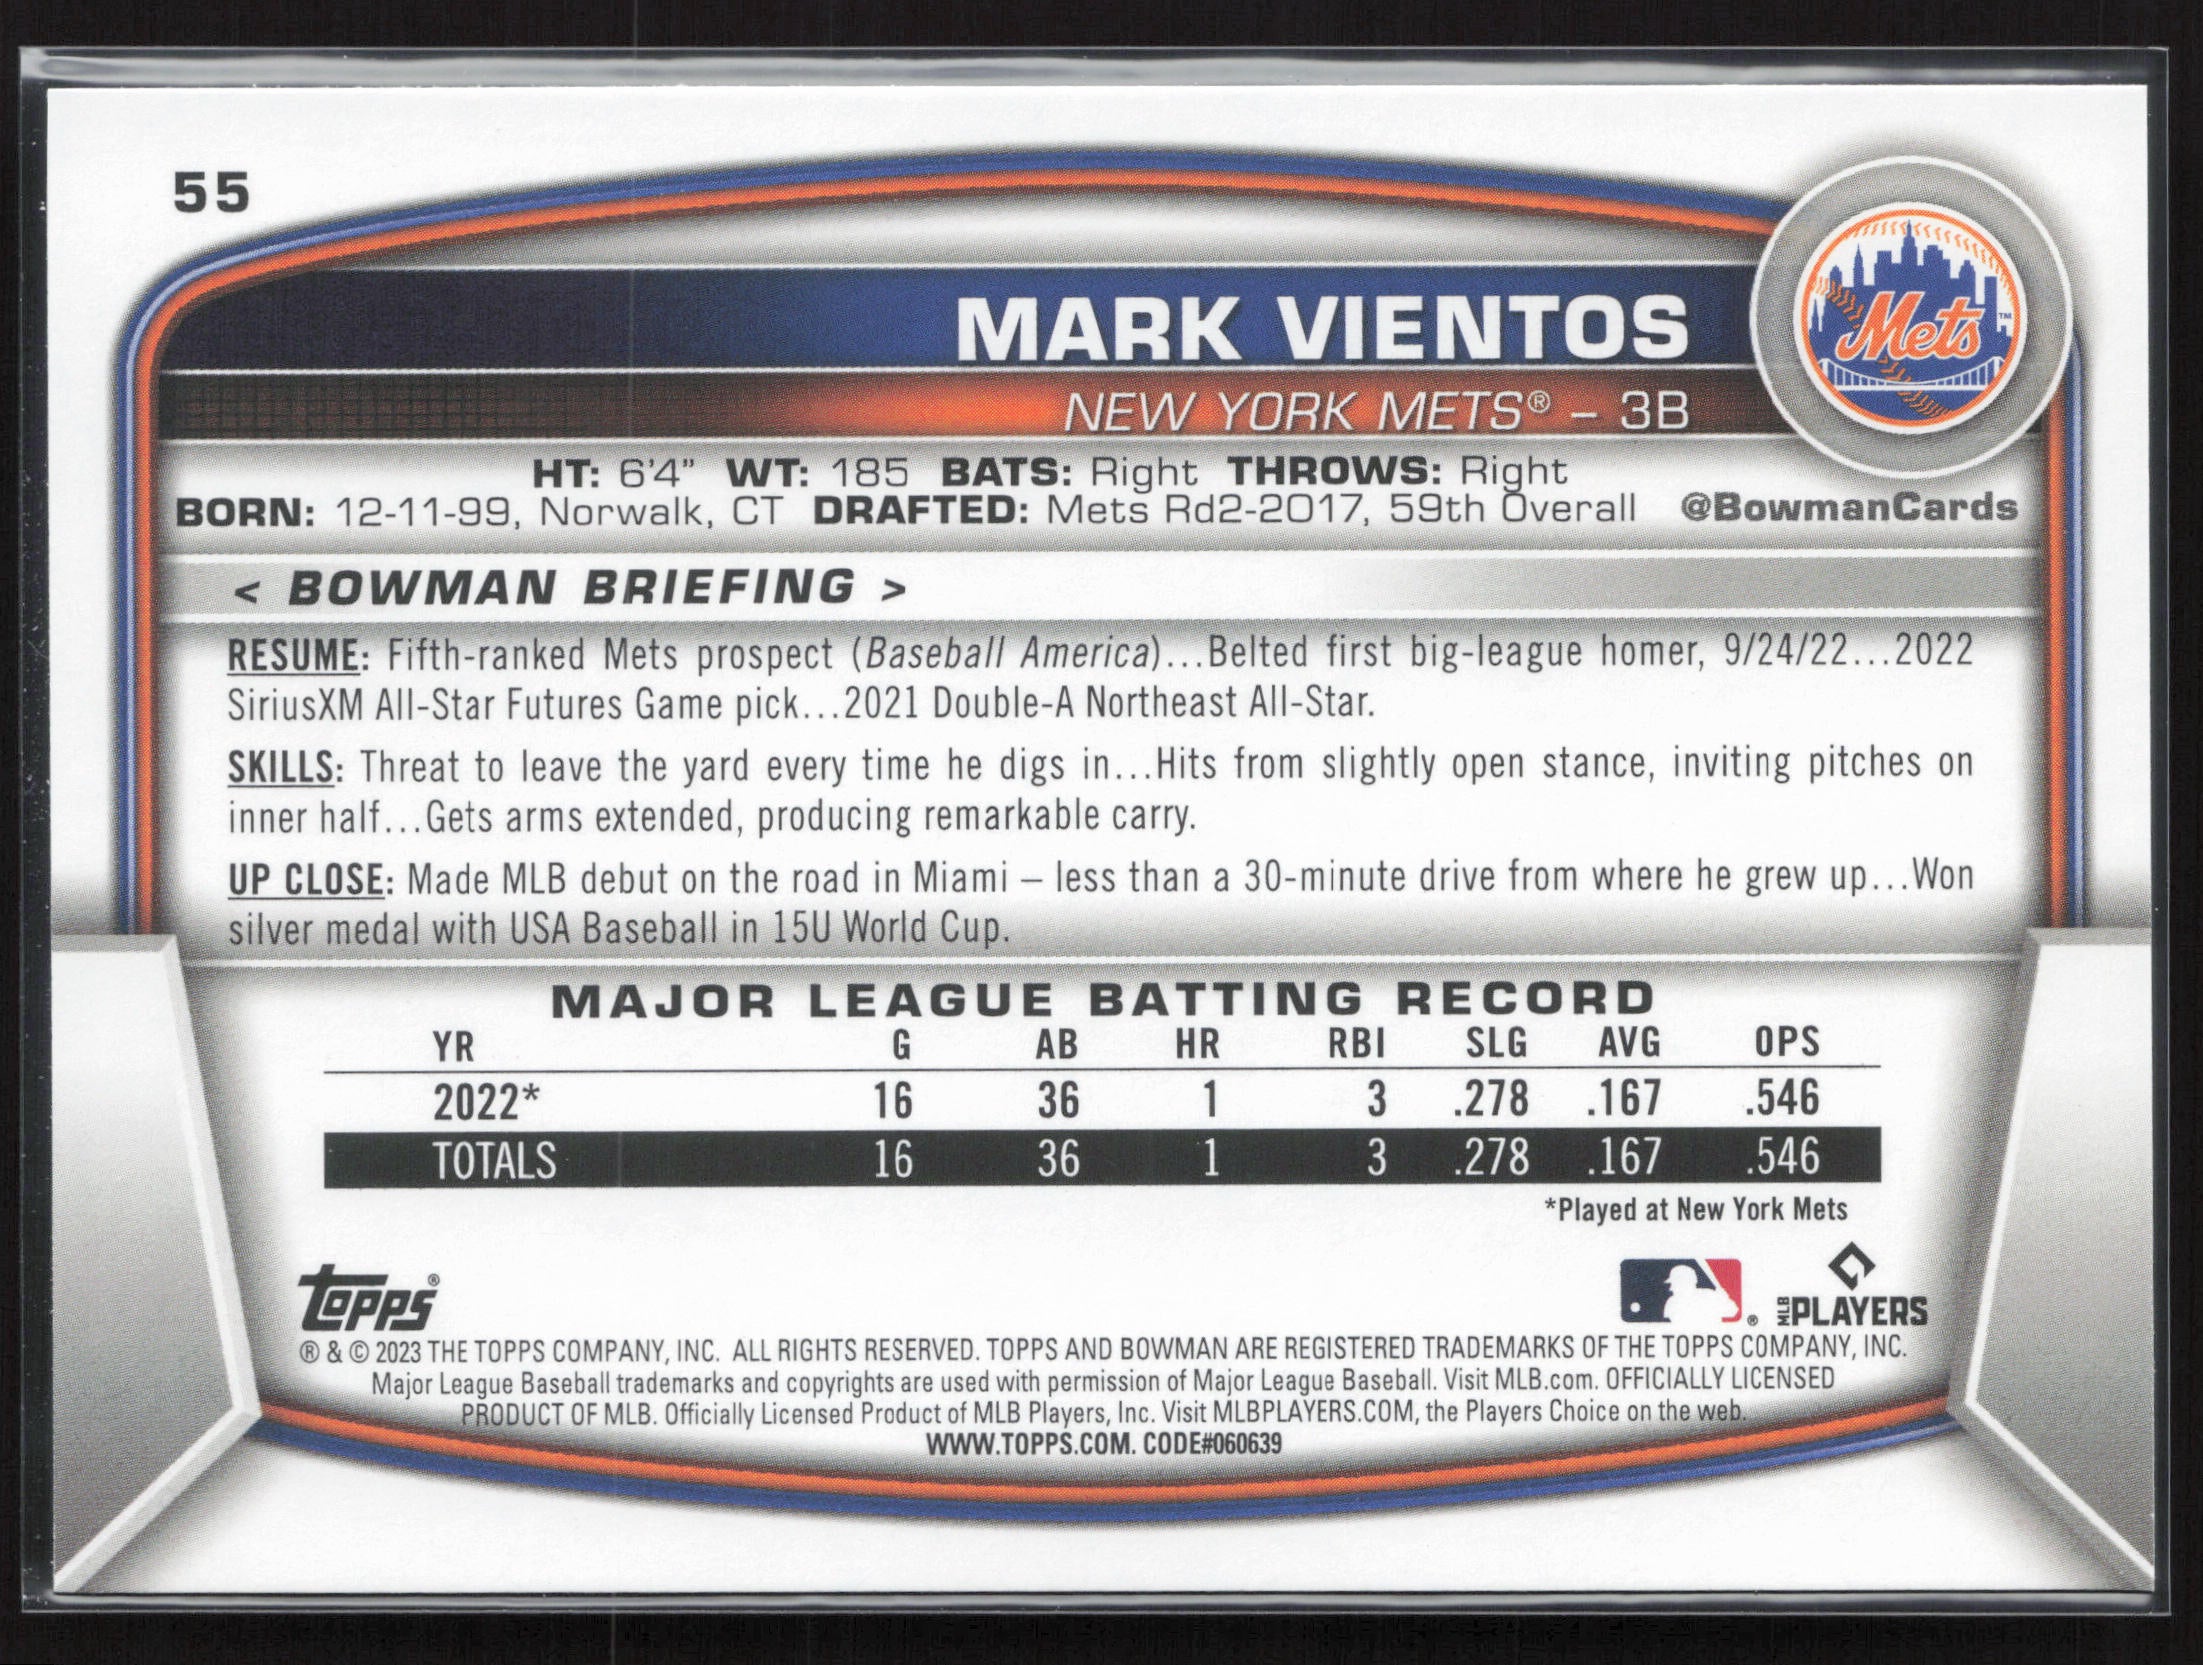 55
MARK VIENTOS
Mets ™
NEW YORK METS® – 3B
HT: 6'4" WT: 185 BATS: Right THROWS: Right
BORN: 12-11-99, Norwalk, CT DRAFTED: Mets Rd2-2017, 59th Overall @BowmanCards
< BOWMAN BRIEFING >
RESUME: Fifth-ranked Mets prospect (Baseball America)...Belted first big-league homer, 9/24/22...2022
SiriusXM All-Star Futures Game pick...2021 Double-A Northeast All-Star.
SKILLS: Threat to leave the yard every time he digs in...Hits from slightly open stance, inviting pitches on
inner half...Gets arms extended, producing remarkable carry.
UP CLOSE: Made MLB debut on the road in Miami – less than a 30-minute drive from where he grew up...Won
silver medal with USA Baseball in 15U World Cup.
MAJOR LEAGUE BATTING RECORD
YR G AB HR RBI SLG AVG OPS
2022* 16 36 1 3 .278 .167 .546
TOTALS 16 36 1 3 .278 .167 .546
*Played at New York Mets
Topps® ® MLB PLAYERS
® & © 2023 THE TOPPS COMPANY, INC. ALL RIGHTS RESERVED. TOPPS AND BOWMAN ARE REGISTERED TRADEMARKS OF THE TOPPS COMPANY, INC.
Major League Baseball trademarks and copyrights are used with permission of Major League Baseball. Visit MLB.com. OFFICIALLY LICENSED
PRODUCT OF MLB. Officially Licensed Product of MLB Players, Inc. Visit MLBPLAYERS.COM, the Players Choice on the web.
WWW.TOPPS.COM. CODE#060639